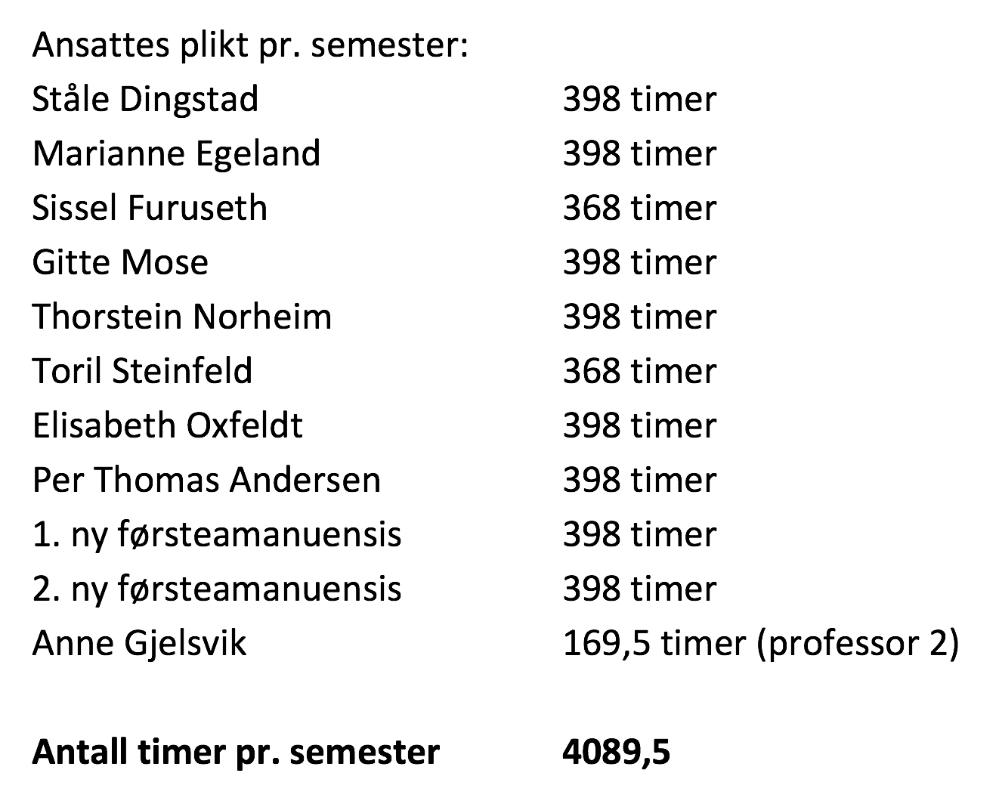 Ansattes plikt pr. semester:
Ståle Dingstad 398 timer
Marianne Egeland 398 timer
Sissel Furuseth 368 timer
Gitte Mose 398 timer
Thorstein Norheim 398 timer
Toril Steinfeld 368 timer
Elisabeth Oxfeldt 398 timer
Per Thomas Andersen 398 timer
1. ny førsteamanuensis 398 timer
2. ny førsteamanuensis 398 timer
Anne Gjelsvik 169,5 timer (professor 2)
Antall timer pr. semester 4089,5